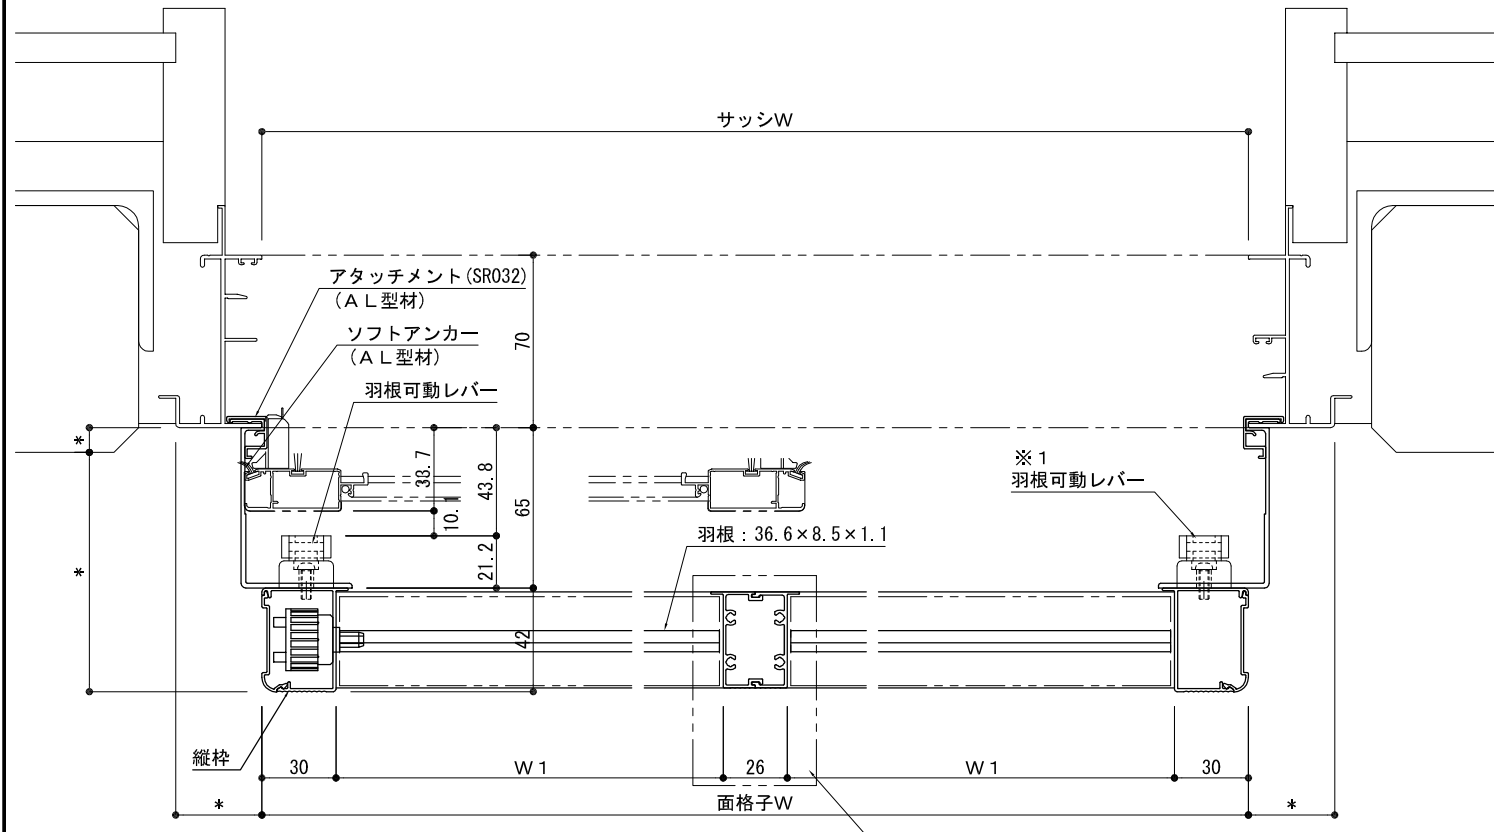 サッシW
アタッチメント(SR032)
(ＡＬ型材)
ソフトアンカー
(ＡＬ型材)
70
羽根可動レバー
*
33.7
43.8
※1
羽根可動レバー
65
10.1
羽根：36.6×8.5×1.1
*
21.2
42
縦枠
30
W1
26
W1
30
*
面格子W
*